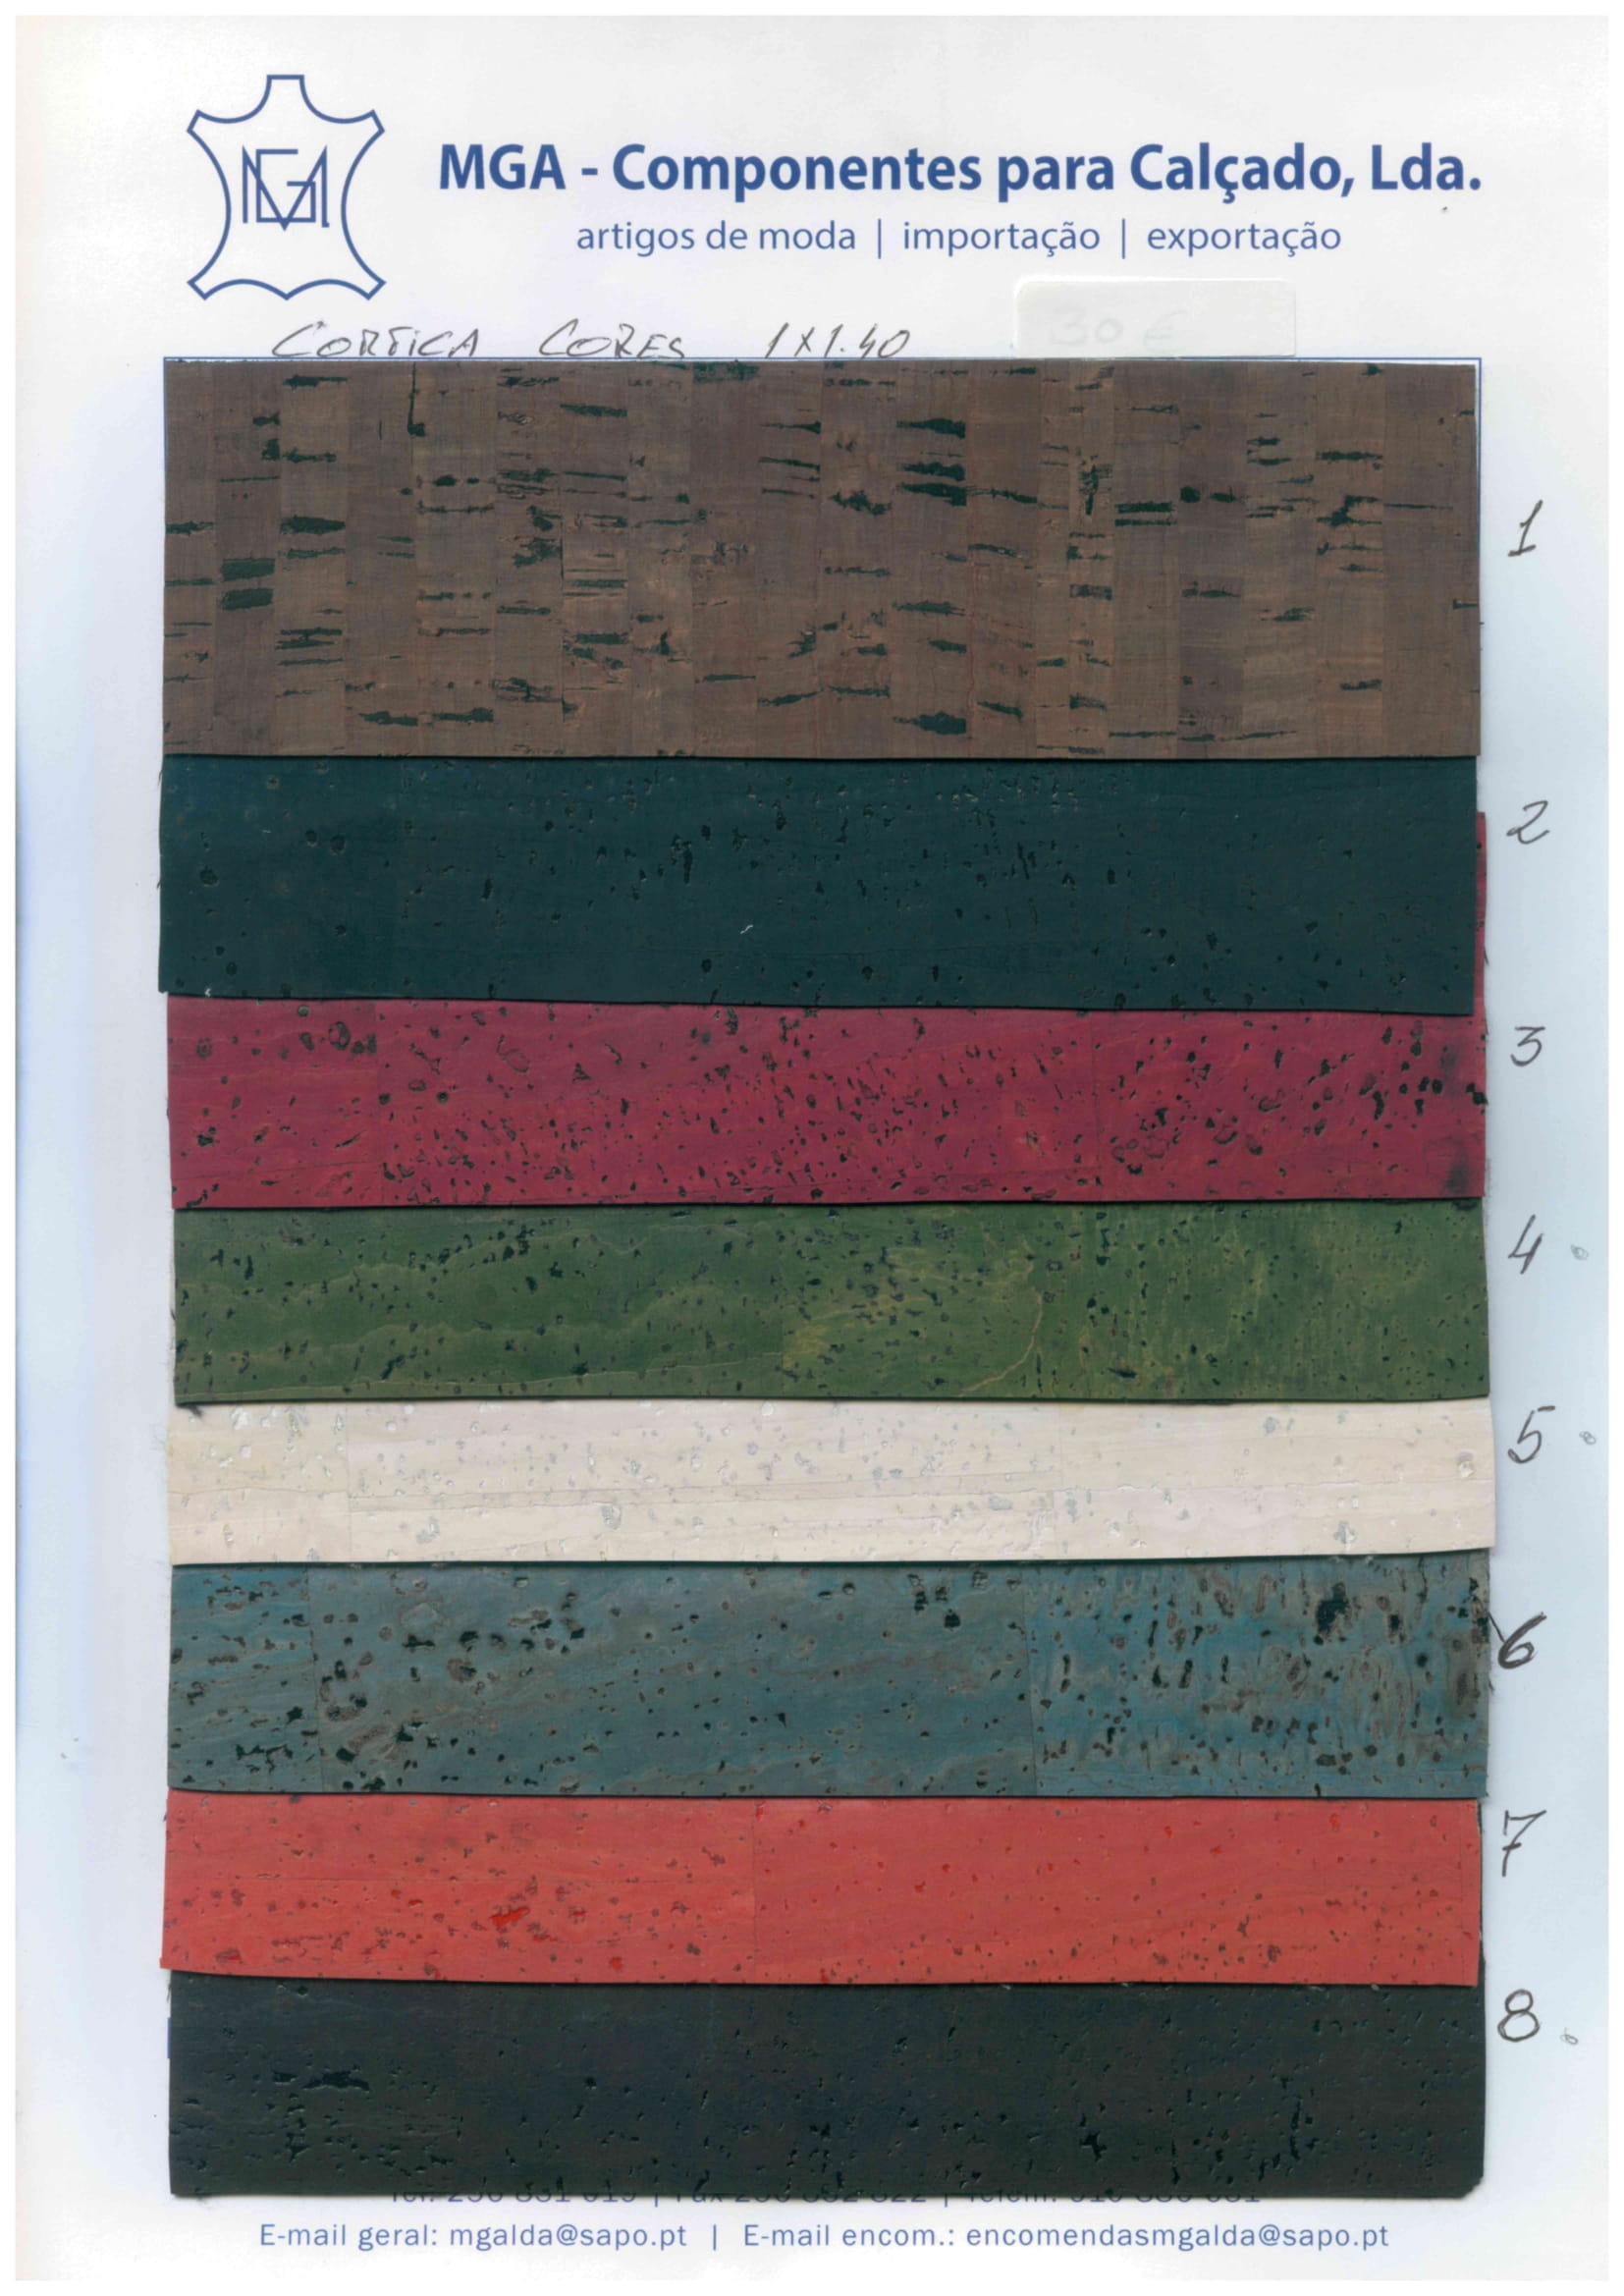 MGA
MGA - Componentes para Calçado, Lda.
artigos de moda | importação | exportação
30 €
CORTICA CORES 1X1.40
1
2
3
4
5
6
7
8
E-mail geral: mgalda@sapo.pt | E-mail encom.: encomendasmgalda@sapo.pt